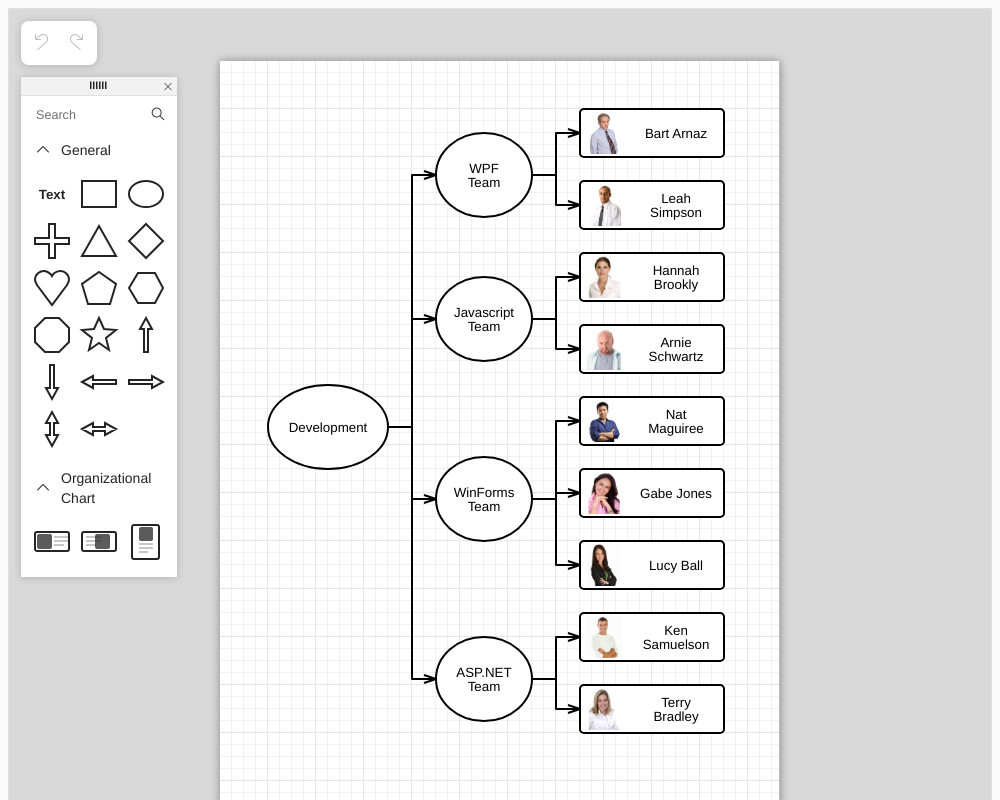 Search
General
Text
Organizational
Chart
Development
WPF
Team
Javascript
Team
WinForms
Team
ASP.NET
Team
Bart Arnaz
Leah
Simpson
Hannah
Brookly
Arnie
Schwartz
Nat
Maguiree
Gabe Jones
Lucy Ball
Ken
Samuelson
Terry
Bradley